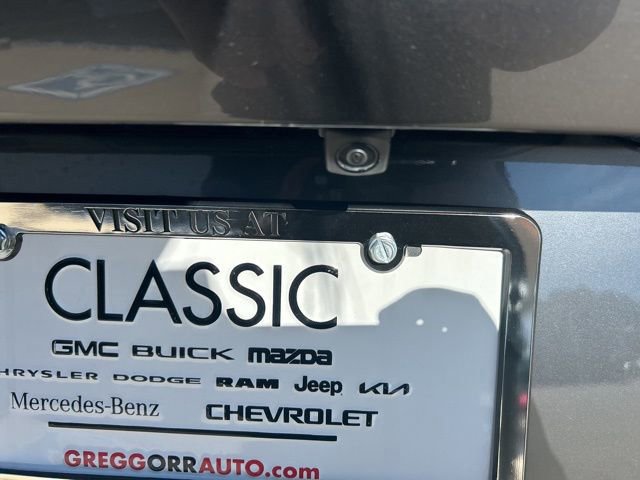 VISIT US AT
CLASSIC
GMC BUICK mazda
HRYSLER DODGE RAM Jeep KIA
Mercedes-Benz CHEVROLET
GREGGORRAUTO.com